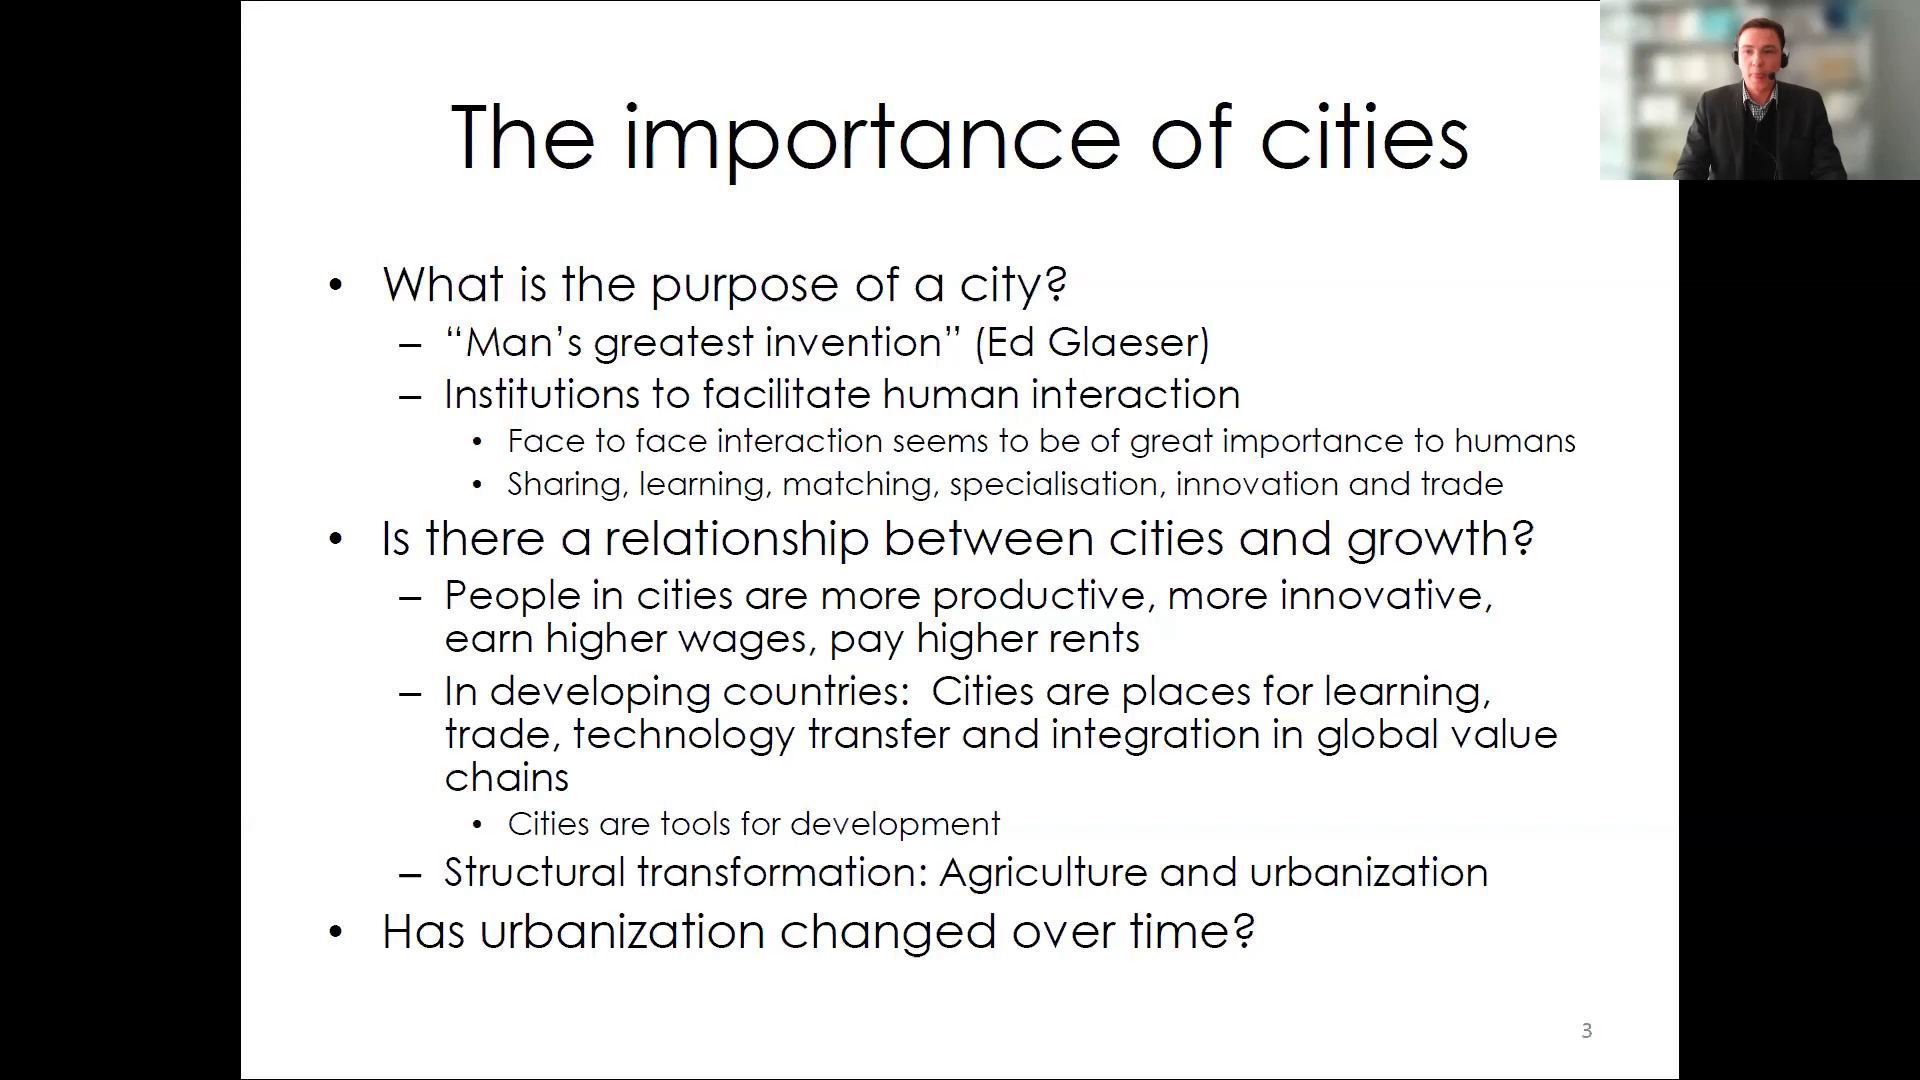 The importance of cities
• What is the purpose of a city?
– “Man’s greatest invention” (Ed Glaeser)
– Institutions to facilitate human interaction
• Face to face interaction seems to be of great importance to humans
• Sharing, learning, matching, specialisation, innovation and trade
• Is there a relationship between cities and growth?
– People in cities are more productive, more innovative,
earn higher wages, pay higher rents
– In developing countries:  Cities are places for learning,
trade, technology transfer and integration in global value
chains
• Cities are tools for development
– Structural transformation: Agriculture and urbanization
• Has urbanization changed over time?
3